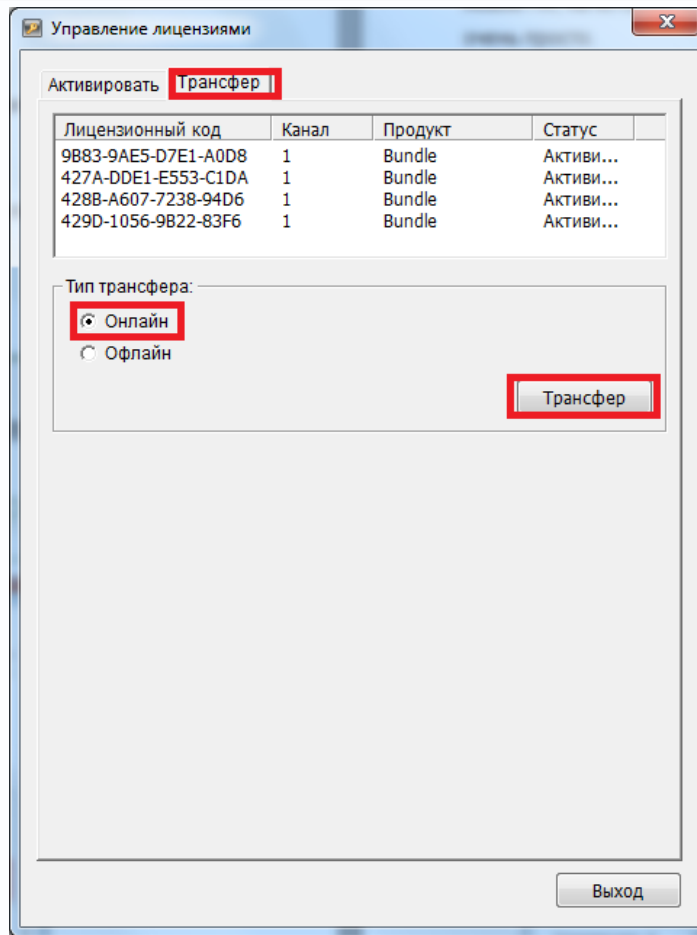 Управление лицензиями
Активировать Трансфер
Лицензионный код Канал Продукт Статус
9B83-9AE5-D7E1-A0D8 1 Bundle Активи...
427A-DDE1-E553-C1DA 1 Bundle Активи...
428B-A607-7238-94D6 1 Bundle Активи...
429D-1056-9B22-83F6 1 Bundle Активи...
Тип трансфера:
Онлайн
Офлайн
Трансфер
Выход